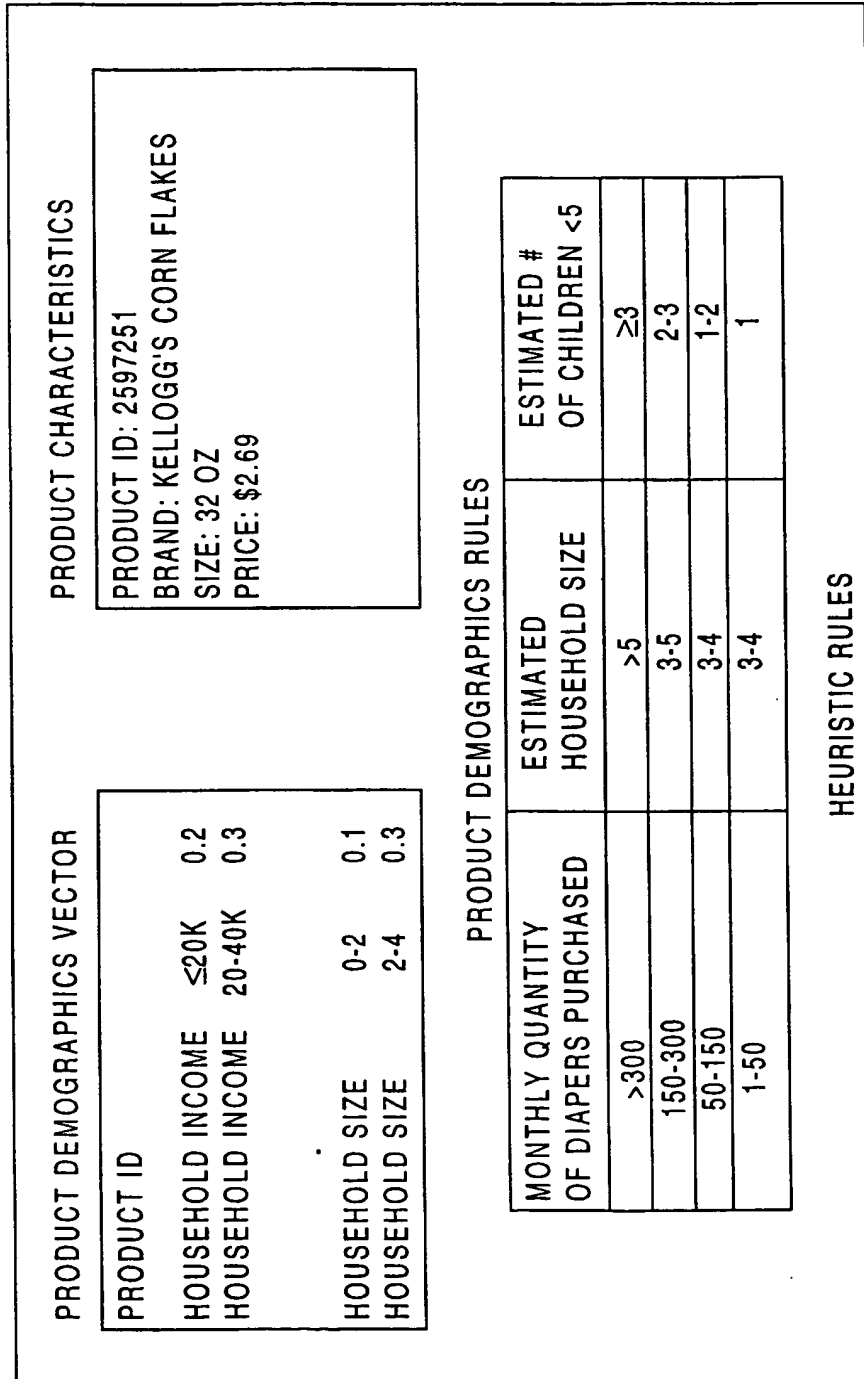 PRODUCT DEMOGRAPHICS VECTOR
PRODUCT ID
HOUSEHOLD INCOME ≤20K 0.2
HOUSEHOLD INCOME 20-40K 0.3
HOUSEHOLD SIZE 0-2 0.1
HOUSEHOLD SIZE 2-4 0.3
PRODUCT CHARACTERISTICS
PRODUCT ID: 2597251
BRAND: KELLOGG'S CORN FLAKES
SIZE: 32 OZ
PRICE: $2.69
PRODUCT DEMOGRAPHICS RULES
MONTHLY QUANTITY ESTIMATED ESTIMATED #
OF DIAPERS PURCHASED HOUSEHOLD SIZE OF CHILDREN <5
>300 >5 ≥3
150-300 3-5 2-3
50-150 3-4 1-2
1-50 3-4 1
HEURISTIC RULES